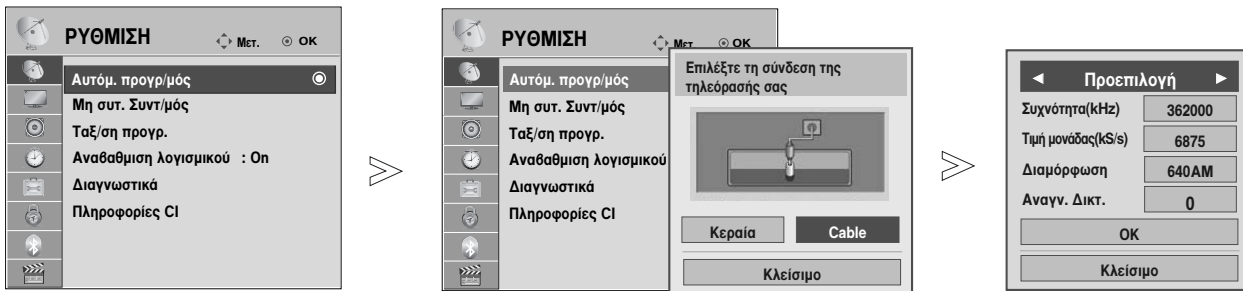 ΡΥΘΜΙΣΗ Μετ. OK
Αυτόμ. προγρ/μός
Μη συτ. Συντ/μός
Ταξ/ση προγρ.
Αναβαθμιση λογισμικού : On
Διαγνωστικά
Πληροφορίες CI
ΡΥΘΜΙΣΗ Μετ. OK
Αυτόμ. προγρ/μός
Μη συτ. Συντ/μός
Ταξ/ση προγρ.
Αναβαθμιση λογισμικού
Διαγνωστικά
Πληροφορίες CI
Επιλέξτε τη σύνδεση της
τηλεόρασής σας
Κεραία Cable
Κλείσιμο
◄ Προεπιλογή ►
Συχνότητα(kHz) 362000
Τιμή μονάδας(kS/s) 6875
Διαμόρφωση 640AM
Αναγν. Δικτ. 0
OK
Κλείσιμο